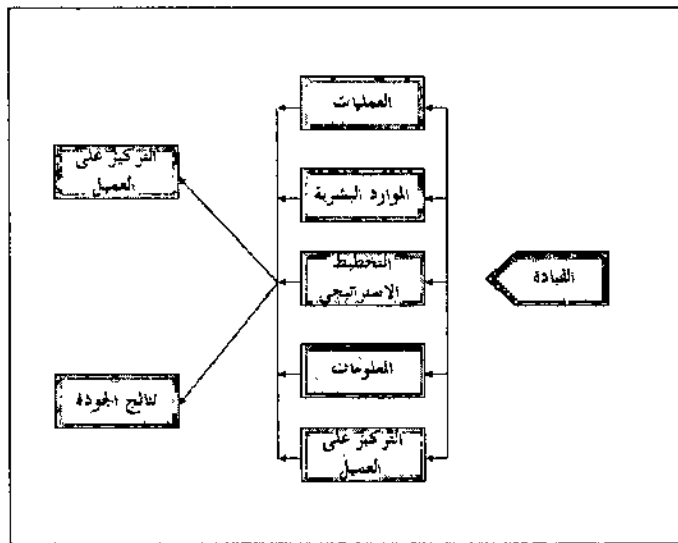 القيادة
العمليات
الموارد البشرية
التخطيط
الاستراتيجي
المعلومات
التركيز على
العميل
التركيز على
العميل
نتائج الجودة